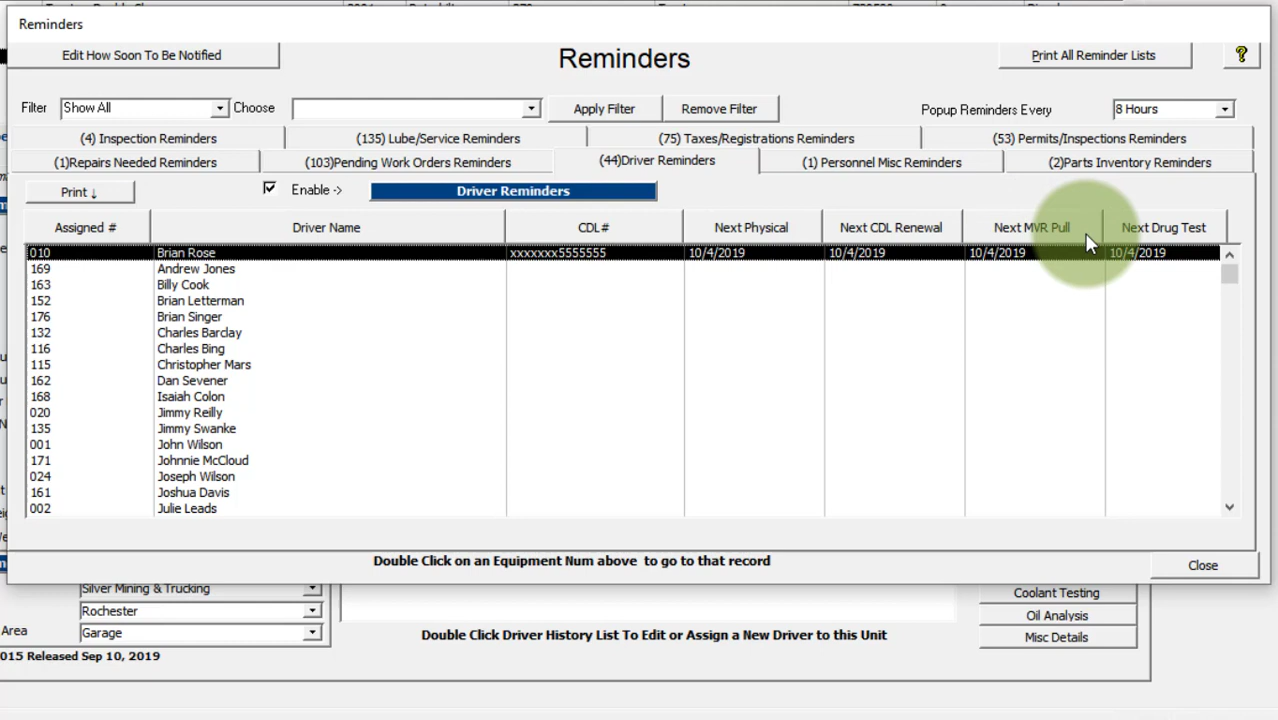 Reminders
Edit How Soon To Be Notified
Reminders
Print All Reminder Lists
?
Filter Show All Choose Apply Filter Remove Filter Popup Reminders Every 8 Hours
(4) Inspection Reminders (135) Lube/Service Reminders (75) Taxes/Registrations Reminders (53) Permits/Inspections Reminders
(1)Repairs Needed Reminders (103)Pending Work Orders Reminders (44)Driver Reminders (1) Personnel Misc Reminders (2)Parts Inventory Reminders
Print ↓ Enable -> Driver Reminders
Assigned # Driver Name CDL# Next Physical Next CDL Renewal Next MVR Pull Next Drug Test
010 Brian Rose xxxxxxx5555555 10/4/2019 10/4/2019 10/4/2019 10/4/2019
169 Andrew Jones
163 Billy Cook
152 Brian Letterman
176 Brian Singer
132 Charles Barclay
116 Charles Bing
115 Christopher Mars
162 Dan Sevener
168 Isaiah Colon
020 Jimmy Reilly
135 Jimmy Swanke
001 John Wilson
171 Johnnie McCloud
024 Joseph Wilson
161 Joshua Davis
002 Julie Leads
Double Click on an Equipment Num above to go to that record
Close
Silver Mining & Trucking
Coolant Testing
Rochester
Oil Analysis
Area Garage
Double Click Driver History List To Edit or Assign a New Driver to this Unit
Misc Details
015 Released Sep 10, 2019